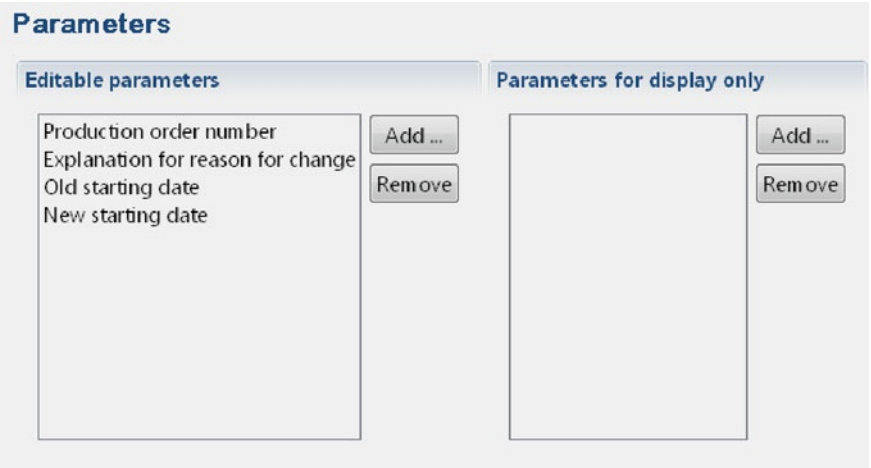 Parameters
Editable parameters
Production order number
Explanation for reason for change
Old starting date
New starting date
Add ...
Remove
Parameters for display only
Add ...
Remove